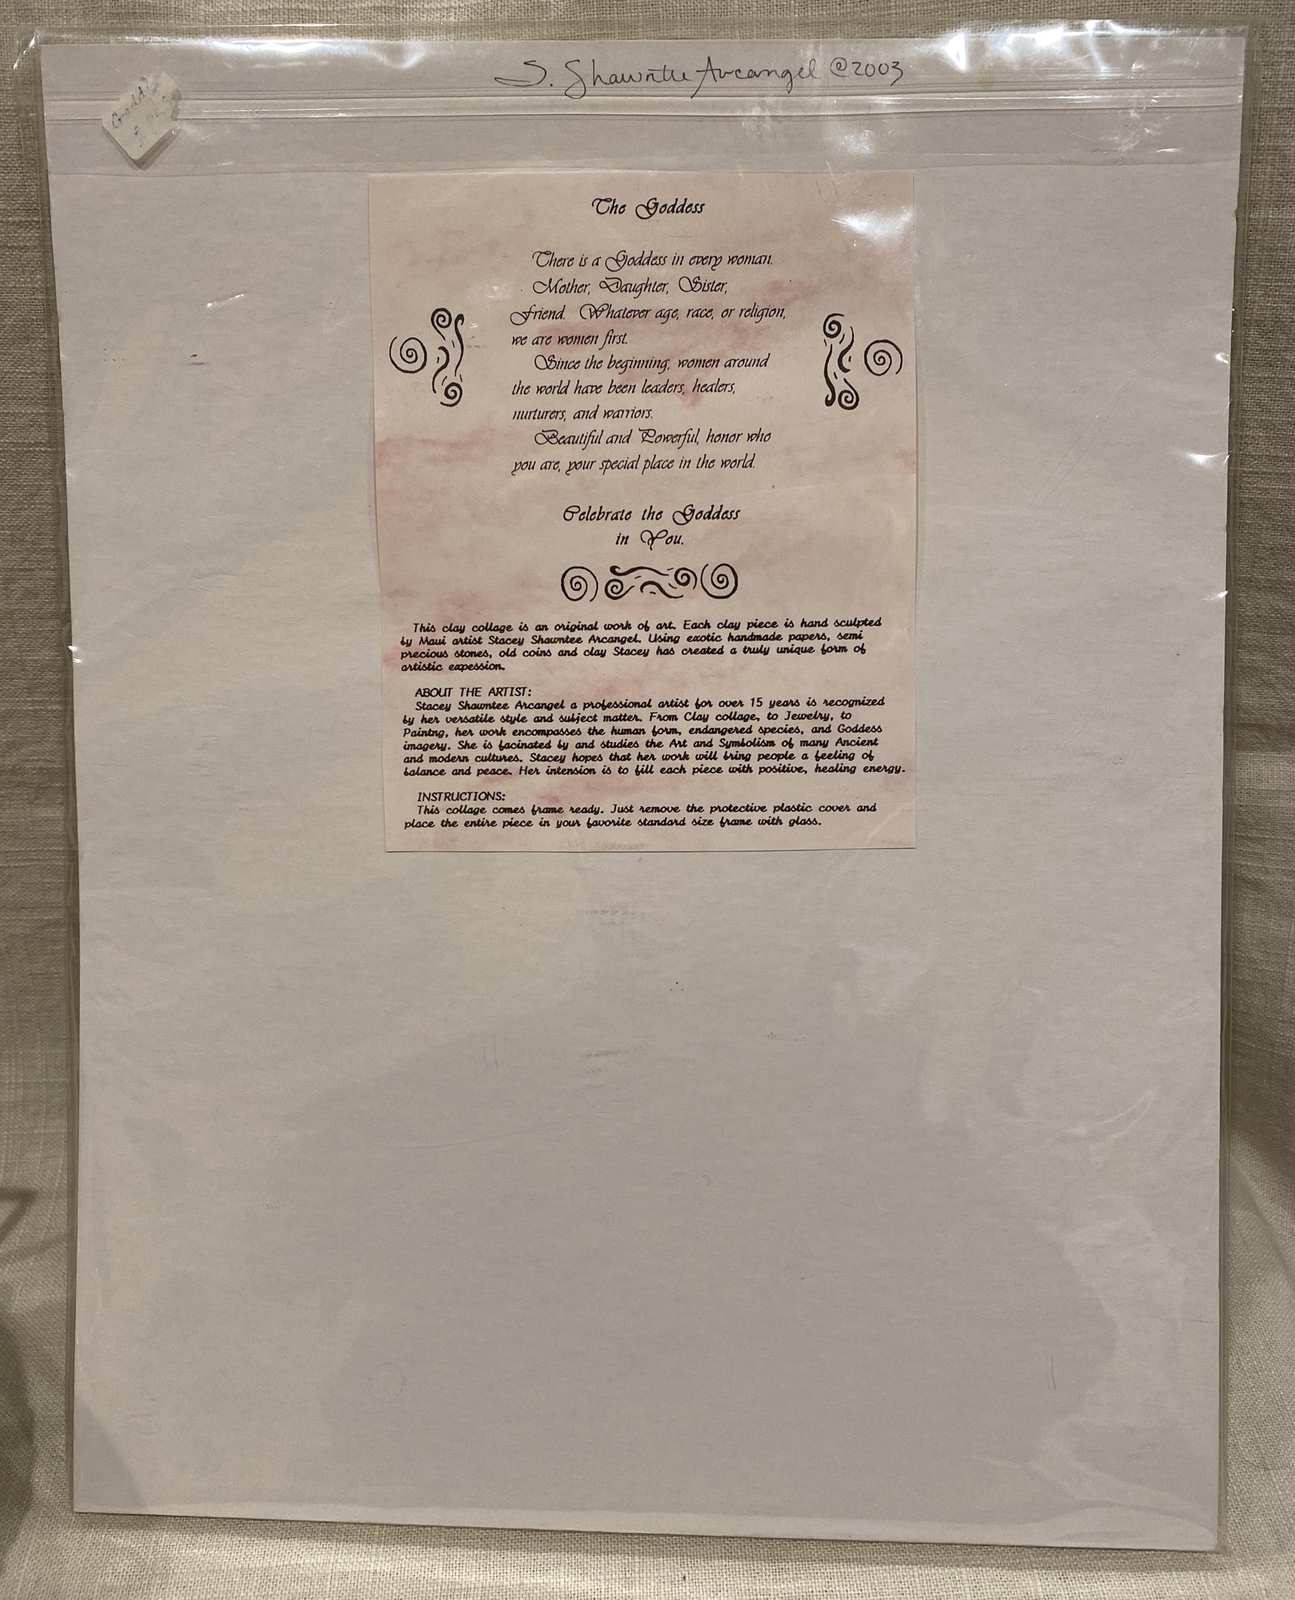 S. Shawntee Arcangel ©2003
The Goddess
There is a Goddess in every woman.
Mother, Daughter, Sister,
Friend. Whatever age, race, or religion,
we are women first.
Since the beginning, women around
the world have been leaders, healers,
nurturers, and warriors.
Beautiful and Powerful, honor who
you are, your special place in the world.
Celebrate the Goddess
in You.
This clay collage is an original work of art. Each clay piece is hand sculpted
by Maui artist Stacey Shawntee Arcangel. Using exotic handmade papers, semi
precious stones, old coins and clay Stacey has created a truly unique form of
artistic expession.
ABOUT THE ARTIST:
Stacey Shawntee Arcangel a professional artist for over 15 years is recognized
by her versatile style and subject matter. From Clay collage, to Jewelry, to
Paintng, her work encompasses the human form, endangered species, and Goddess
imagery. She is facinated by and studies the Art and Symbolism of many Ancient
and modern cultures. Stacey hopes that her work will bring people a feeling of
balance and peace. Her intension is to fill each piece with positive, healing energy.
INSTRUCTIONS:
This collage comes frame ready. Just remove the protective plastic cover and
place the entire piece in your favorite standard size frame with glass.